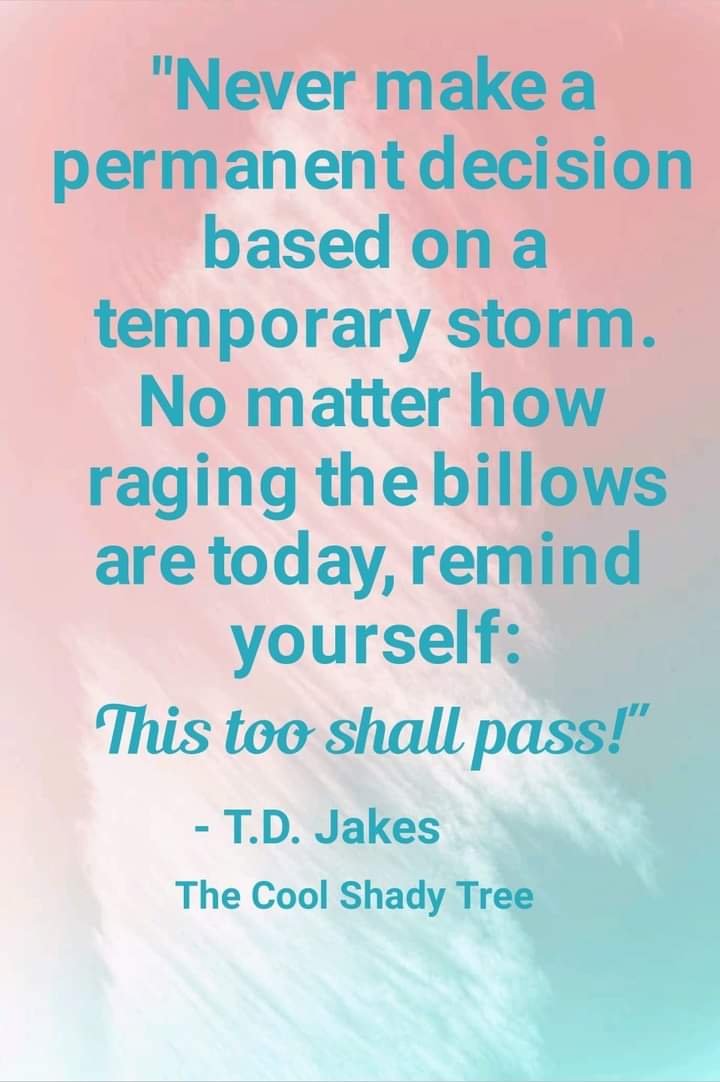 "Never make a
permanent decision
based on a
temporary storm.
No matter how
raging the billows
are today, remind
yourself:
This too shall pass!"
- T.D. Jakes
The Cool Shady Tree